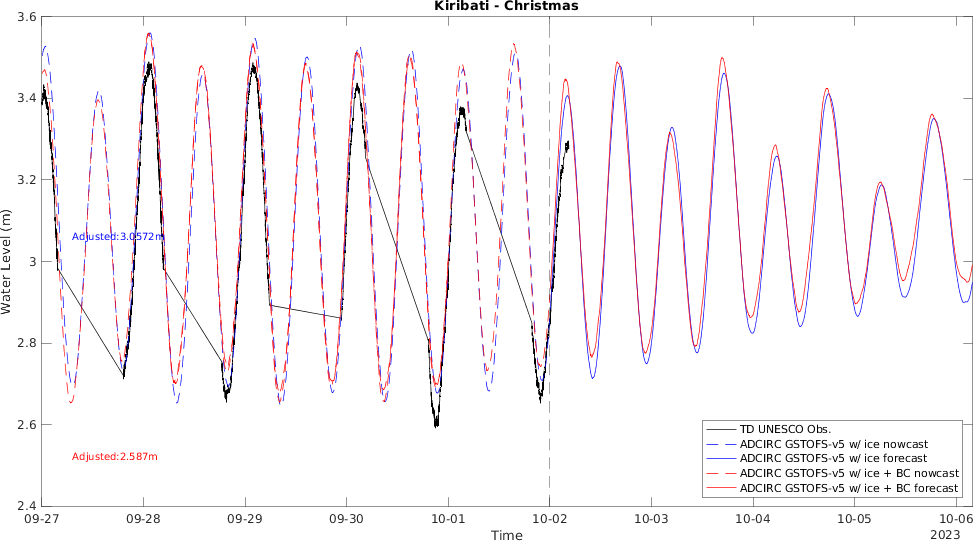 Kiribati - Christmas
3.6
3.4
3.2
3
2.8
2.6
2.4
Water Level (m)
Adjusted:3.0572m
Adjusted:2.587m
TD UNESCO Obs.
ADCIRC GSTOFS-v5 w/ ice nowcast
ADCIRC GSTOFS-v5 w/ ice forecast
ADCIRC GSTOFS-v5 w/ ice + BC nowcast
ADCIRC GSTOFS-v5 w/ ice + BC forecast
09-27 09-28 09-29 09-30 10-01 10-02 10-03 10-04 10-05 10-06
2023
Time